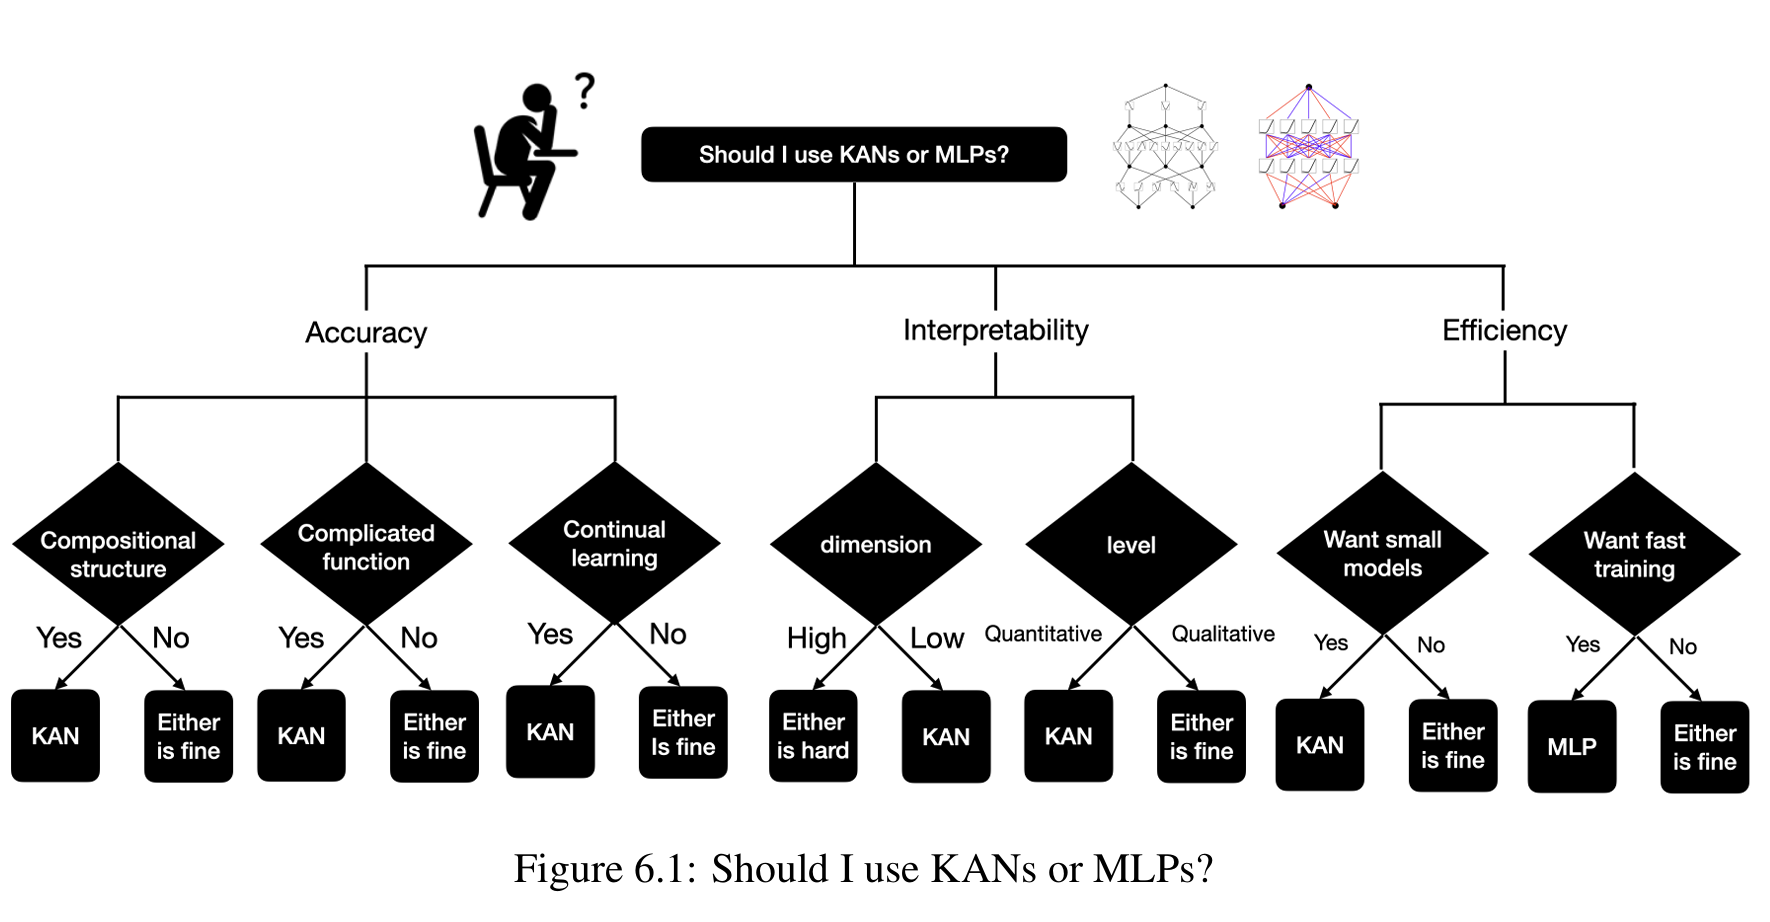 ?
Should I use KANs or MLPs?
Accuracy
Interpretability
Efficiency
Compositional
structure
Complicated
function
Continual
learning
dimension
level
Want small
models
Want fast
training
Yes
No
Yes
No
Yes
No
High
Low
Quantitative
Qualitative
Yes
No
Yes
No
KAN
Either
is fine
KAN
Either
is fine
KAN
Either
Is fine
Either
is hard
KAN
KAN
Either
is fine
KAN
Either
is fine
MLP
Either
is fine
Figure 6.1: Should I use KANs or MLPs?